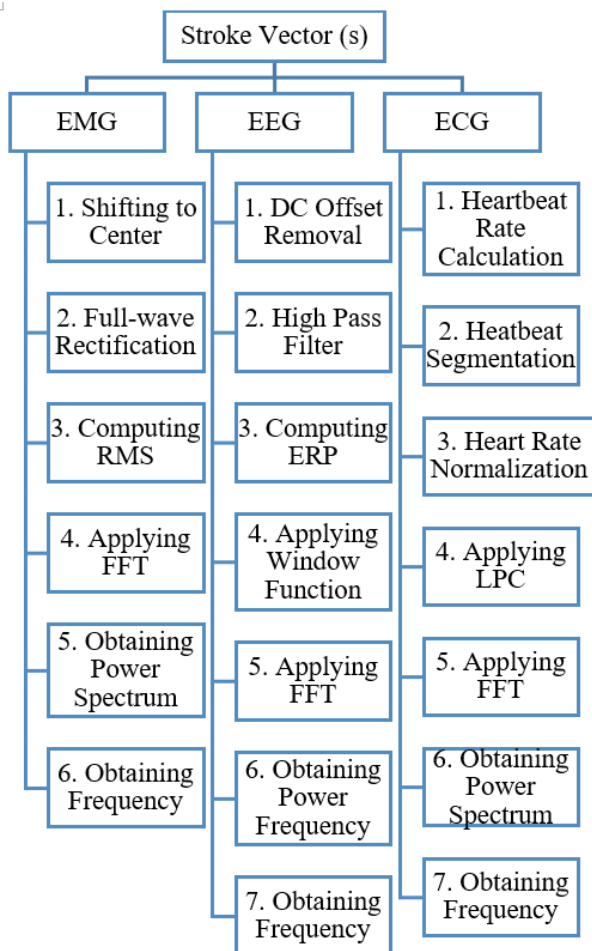 Stroke Vector (s)
EMG
1. Shifting to
Center
2. Full-wave
Rectification
3. Computing
RMS
4. Applying
FFT
5. Obtaining
Power
Spectrum
6. Obtaining
Frequency
EEG
1. DC Offset
Removal
2. High Pass
Filter
3. Computing
ERP
4. Applying
Window
Function
5. Applying
FFT
6. Obtaining
Power
Frequency
7. Obtaining
Frequency
ECG
1. Heartbeat
Rate
Calculation
2. Heatbeat
Segmentation
3. Heart Rate
Normalization
4. Applying
LPC
5. Applying
FFT
6. Obtaining
Power
Spectrum
7. Obtaining
Frequency